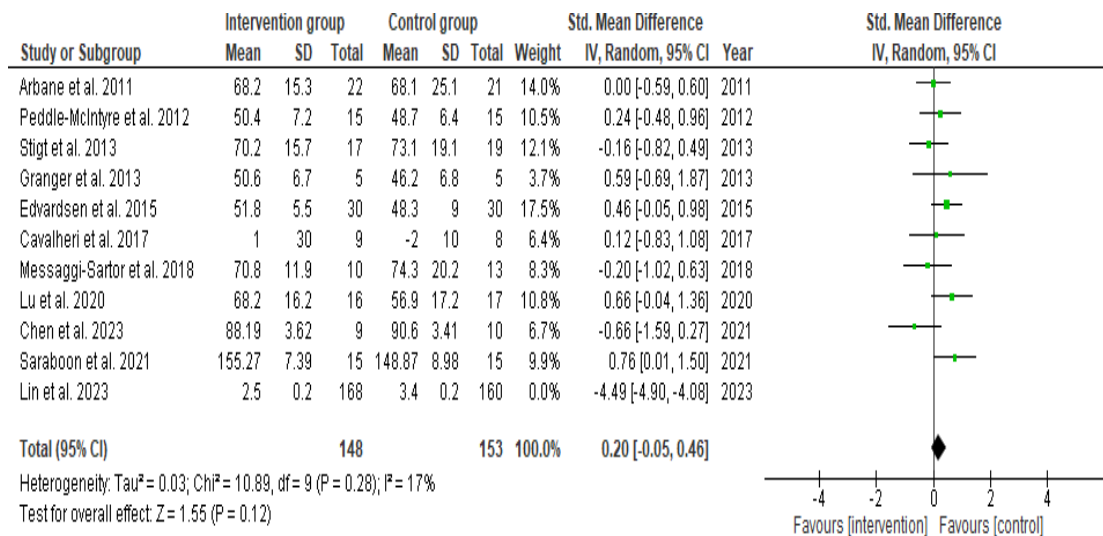 Intervention group Control group Std. Mean Difference Std. Mean Difference
Study or Subgroup Mean SD Total Mean SD Total Weight IV, Random, 95% CI Year IV, Random, 95% CI
Arbane et al. 2011 68.2 15.3 22 68.1 25.1 21 14.0% 0.00 [-0.59, 0.60] 2011
Peddle-McIntyre et al. 2012 50.4 7.2 15 48.7 6.4 15 10.5% 0.24 [-0.48, 0.96] 2012
Stigt et al. 2013 70.2 15.7 17 73.1 19.1 19 12.1% -0.16 [-0.82, 0.49] 2013
Granger et al. 2013 50.6 6.7 5 46.2 6.8 5 3.7% 0.59 [-0.69, 1.87] 2013
Edvardsen et al. 2015 51.8 5.5 30 48.3 9 30 17.5% 0.46 [-0.05, 0.98] 2015
Cavalheri et al. 2017 1 30 9 -2 10 8 6.4% 0.12 [-0.83, 1.08] 2017
Messaggi-Sartor et al. 2018 70.8 11.9 10 74.3 20.2 13 8.3% -0.20 [-1.02, 0.63] 2018
Lu et al. 2020 68.2 16.2 16 56.9 17.2 17 10.8% 0.66 [-0.04, 1.36] 2020
Chen et al. 2023 88.19 3.62 9 90.6 3.41 10 6.7% -0.66 [-1.59, 0.27] 2021
Saraboon et al. 2021 155.27 7.39 15 148.87 8.98 15 9.9% 0.76 [0.01, 1.50] 2021
Lin et al. 2023 2.5 0.2 168 3.4 0.2 160 0.0% -4.49 [-4.90, -4.08] 2023
Total (95% CI) 148 153 100.0% 0.20 [-0.05, 0.46]
Heterogeneity: Tau² = 0.03; Chi² = 10.89, df = 9 (P = 0.28); I² = 17%
Test for overall effect: Z = 1.55 (P = 0.12)
-4 -2 0 2 4
Favours [intervention] Favours [control]